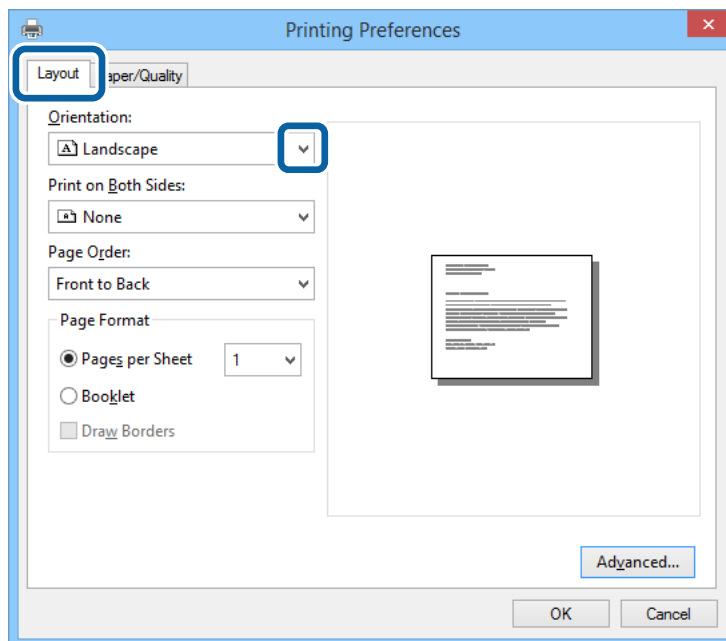 Printing Preferences
Layout
aper/Quality
Orientation:
A Landscape
Print on Both Sides:
None
Page Order:
Front to Back
Page Format
Pages per Sheet 1
Booklet
Draw Borders
Advanced...
OK Cancel